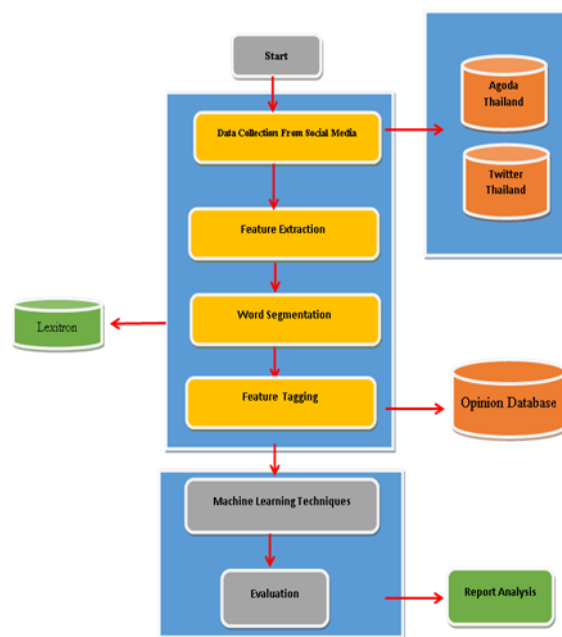 Start
Agoda
Thailand
Data Collection From Social Media
Twitter
Thailand
Feature Extraction
Lexitron
Word Segmentation
Feature Tagging
Opinion Database
Machine Learning Techniques
Evaluation
Report Analysis